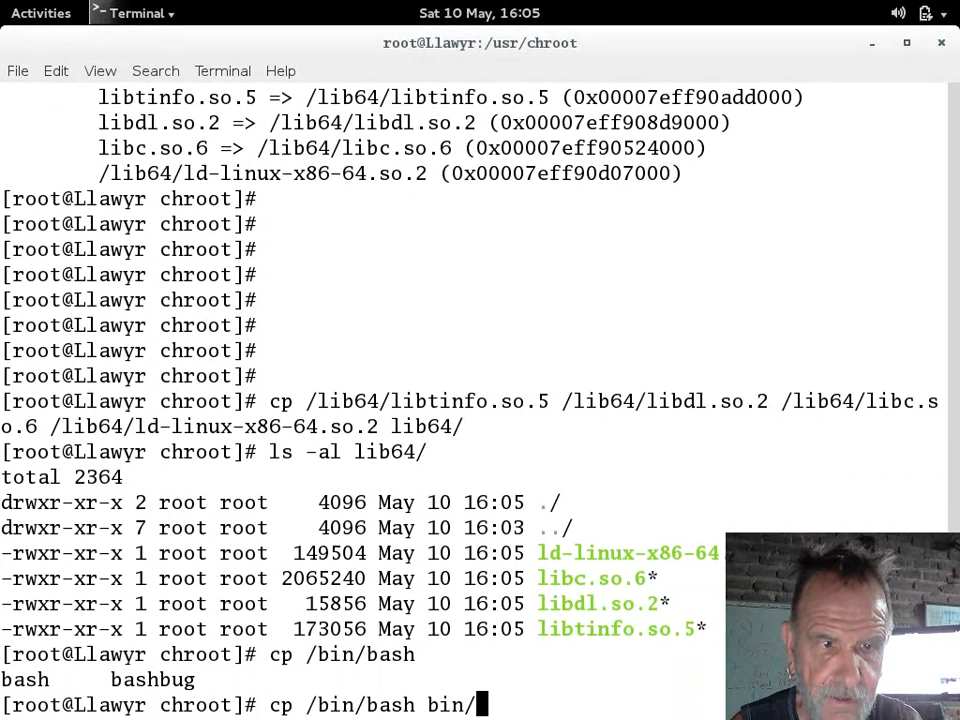 Activities >- Terminal Sat 10 May, 16:05
root@Llawyr:/usr/chroot
File Edit View Search Terminal Help
libtinfo.so.5 => /lib64/libtinfo.so.5 (0x00007eff90add000)
libdl.so.2 => /lib64/libdl.so.2 (0x00007eff908d9000)
libc.so.6 => /lib64/libc.so.6 (0x00007eff90524000)
/lib64/ld-linux-x86-64.so.2 (0x00007eff90d07000)
[root@Llawyr chroot]#
[root@Llawyr chroot]#
[root@Llawyr chroot]#
[root@Llawyr chroot]#
[root@Llawyr chroot]#
[root@Llawyr chroot]#
[root@Llawyr chroot]#
[root@Llawyr chroot]#
[root@Llawyr chroot]# cp /lib64/libtinfo.so.5 /lib64/libdl.so.2 /lib64/libc.s
o.6 /lib64/ld-linux-x86-64.so.2 lib64/
[root@Llawyr chroot]# ls -al lib64/
total 2364
drwxr-xr-x 2 root root 4096 May 10 16:05 ./
drwxr-xr-x 7 root root 4096 May 10 16:03 ../
-rwxr-xr-x 1 root root 149504 May 10 16:05 ld-linux-x86-64
-rwxr-xr-x 1 root root 2065240 May 10 16:05 libc.so.6*
-rwxr-xr-x 1 root root 15856 May 10 16:05 libdl.so.2*
-rwxr-xr-x 1 root root 173056 May 10 16:05 libtinfo.so.5*
[root@Llawyr chroot]# cp /bin/bash
bash bashbug
[root@Llawyr chroot]# cp /bin/bash bin/